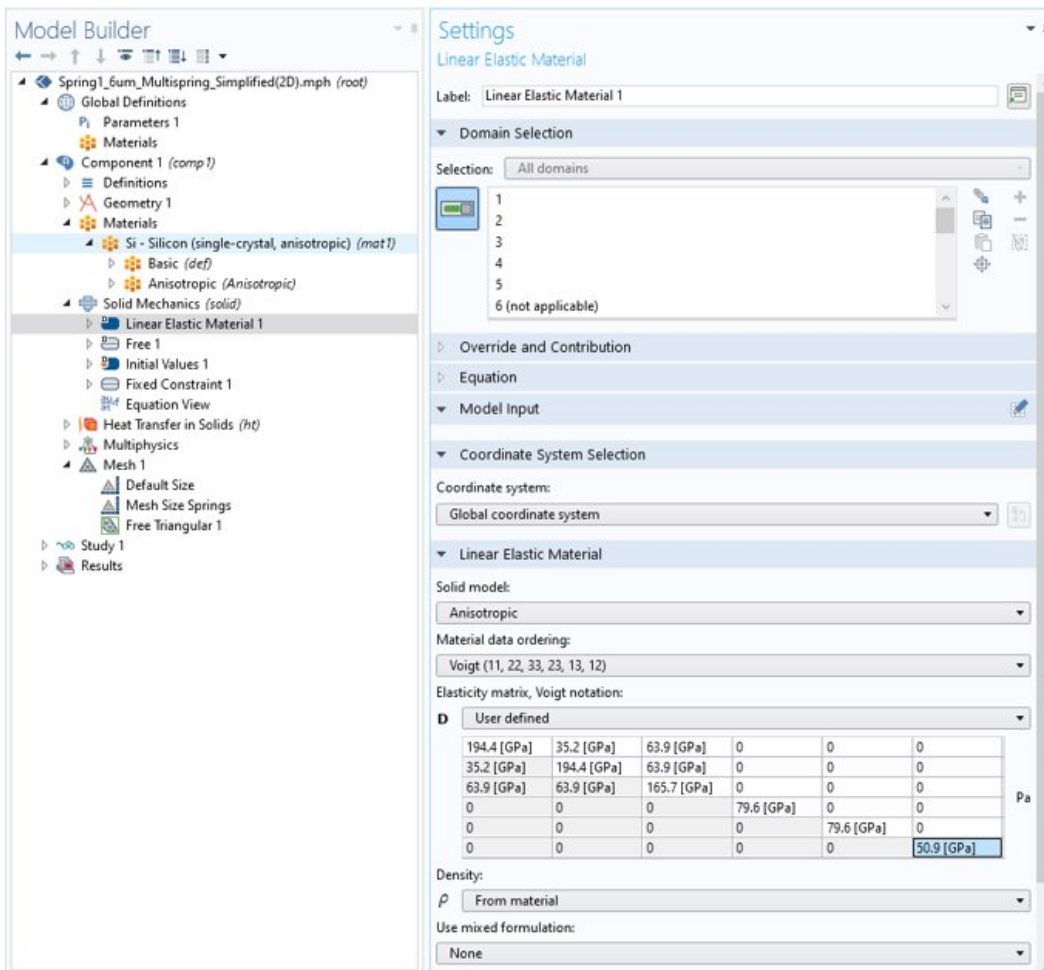 Model Builder
Spring1_6um_Multispring_Simplified(2D).mph (root)
Global Definitions
Pi Parameters 1
Materials
Component 1 (comp1)
Definitions
Geometry 1
Materials
Si - Silicon (single-crystal, anisotropic) (mat1)
Basic (def)
Anisotropic (Anisotropic)
Solid Mechanics (solid)
Linear Elastic Material 1
Free 1
Initial Values 1
Fixed Constraint 1
Equation View
Heat Transfer in Solids (ht)
Multiphysics
Mesh 1
Default Size
Mesh Size Springs
Free Triangular 1
Study 1
Results
Settings
Linear Elastic Material
Label: Linear Elastic Material 1
Domain Selection
Selection: All domains
1
2
3
4
5
6 (not applicable)
Override and Contribution
Equation
Model Input
Coordinate System Selection
Coordinate system:
Global coordinate system
Linear Elastic Material
Solid model:
Anisotropic
Material data ordering:
Voigt (11, 22, 33, 23, 13, 12)
Elasticity matrix, Voigt notation:
D User defined
194.4 [GPa] 35.2 [GPa] 63.9 [GPa] 0 0 0
35.2 [GPa] 194.4 [GPa] 63.9 [GPa] 0 0 0
63.9 [GPa] 63.9 [GPa] 165.7 [GPa] 0 0 0
Pa
0 0 0 79.6 [GPa] 0 0
0 0 0 0 79.6 [GPa] 0
0 0 0 0 0 50.9 [GPa]
Density:
ρ From material
Use mixed formulation:
None